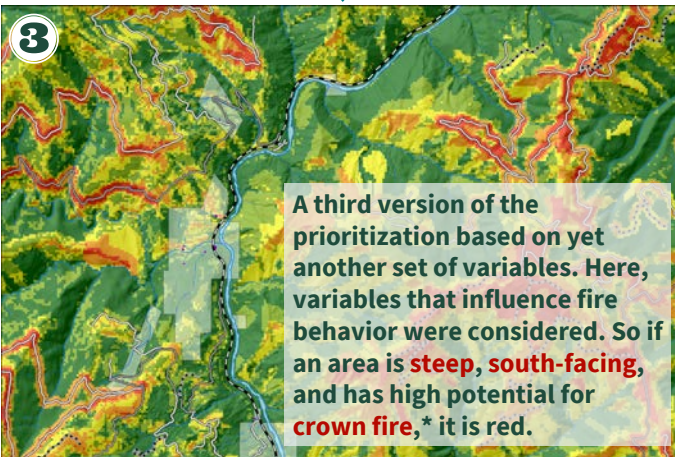 3
A third version of the
prioritization based on yet
another set of variables. Here,
variables that influence fire
behavior were considered. So if
an area is steep, south-facing,
and has high potential for
crown fire,* it is red.